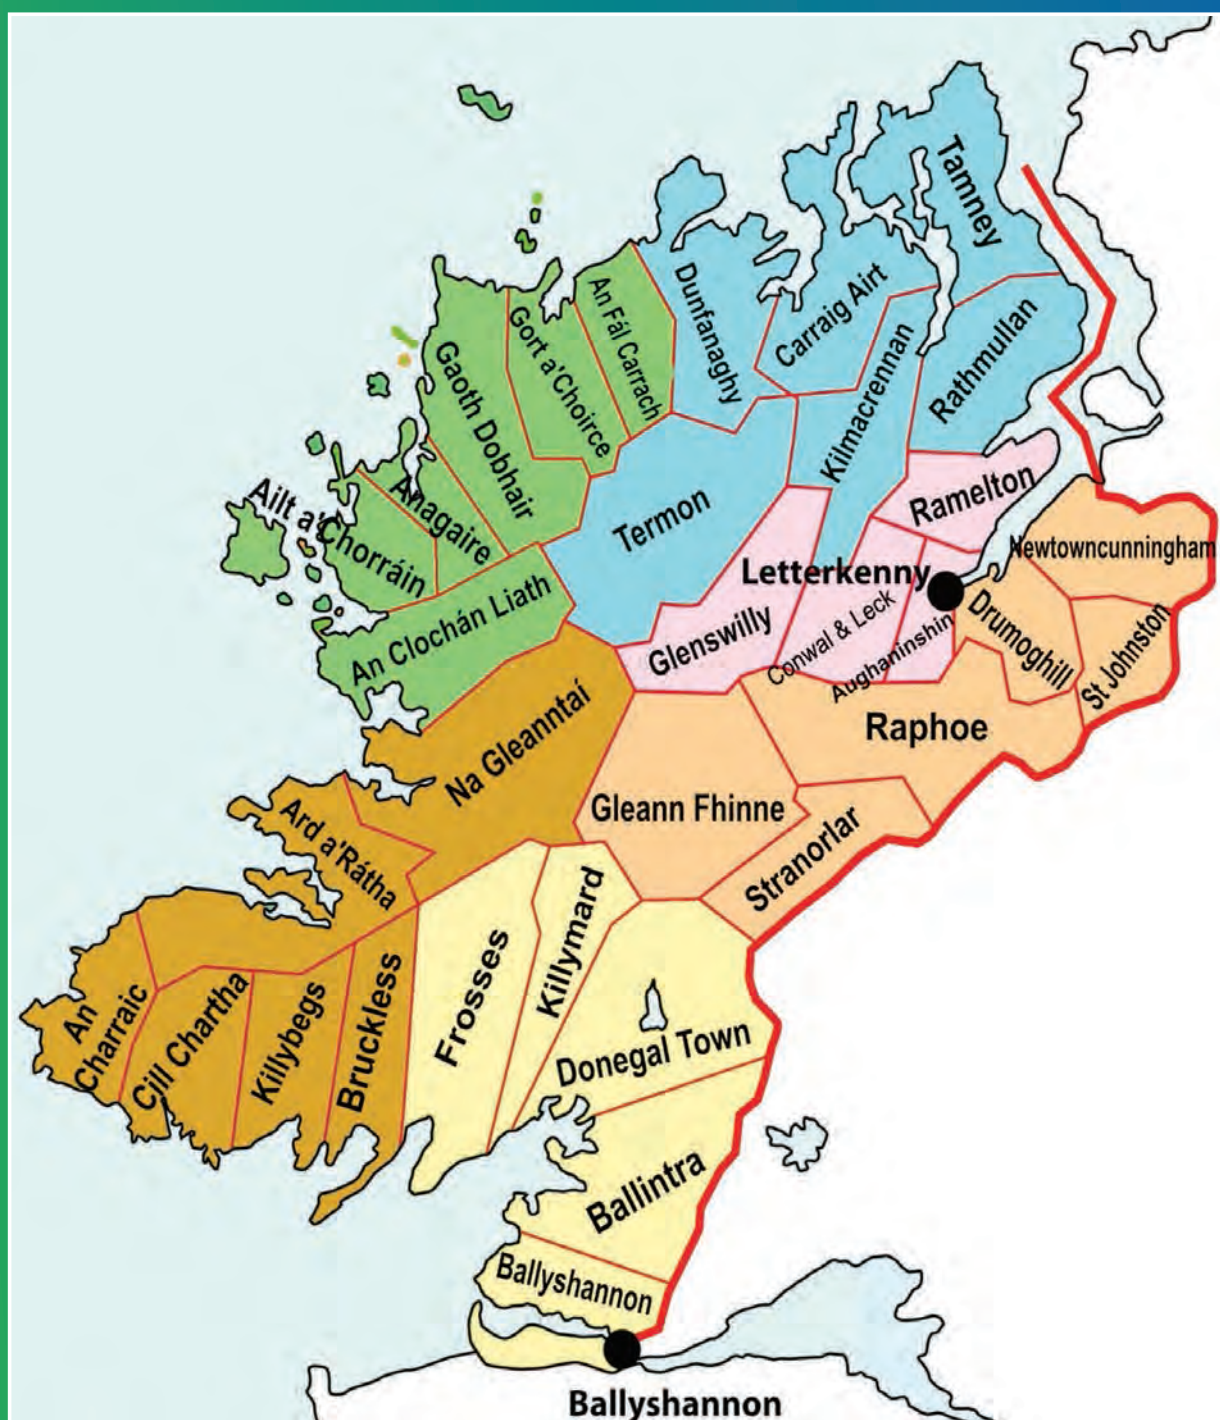 Tamney
Dunfanaghy
Carraig Airt
An Fál Carrach
Gort a'Choirce
Gaoth Dobhair
Kilmacrennan
Rathmullan
Ramelton
Termon
Anagaire
Ailt a'
Chorráin
An Clochán Liath
Newtowncunningham
Letterkenny
Glenswilly
Conwal & Leck
Aughaninshin
Drumoghill
St Johnston
Raphoe
Na Gleanntaí
Gleann Fhinne
Stranorlar
Ard a'Rátha
An
Charraic
Cill Chartha
Killybegs
Bruckless
Frosses
Killymard
Donegal Town
Ballintra
Ballyshannon
Ballyshannon